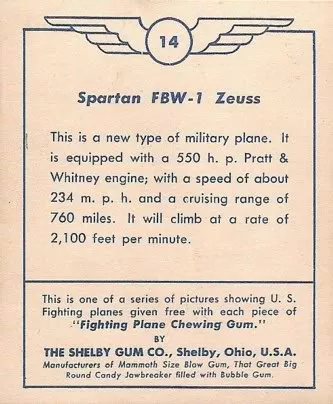 14
Spartan FBW-1 Zeuss
This is a new type of military plane. It
is equipped with a 550 h. p. Pratt &
Whitney engine; with a speed of about
234 m. p. h. and a cruising range of
760 miles. It will climb at a rate of
2,100 feet per minute.
This is one of a series of pictures showing U. S.
Fighting planes given free with each piece of
"Fighting Plane Chewing Gum."
BY
THE SHELBY GUM CO., Shelby, Ohio, U.S.A.
Manufacturers of Mammoth Size Blow Gum, That Great Big
Round Candy Jawbreaker filled with Bubble Gum.